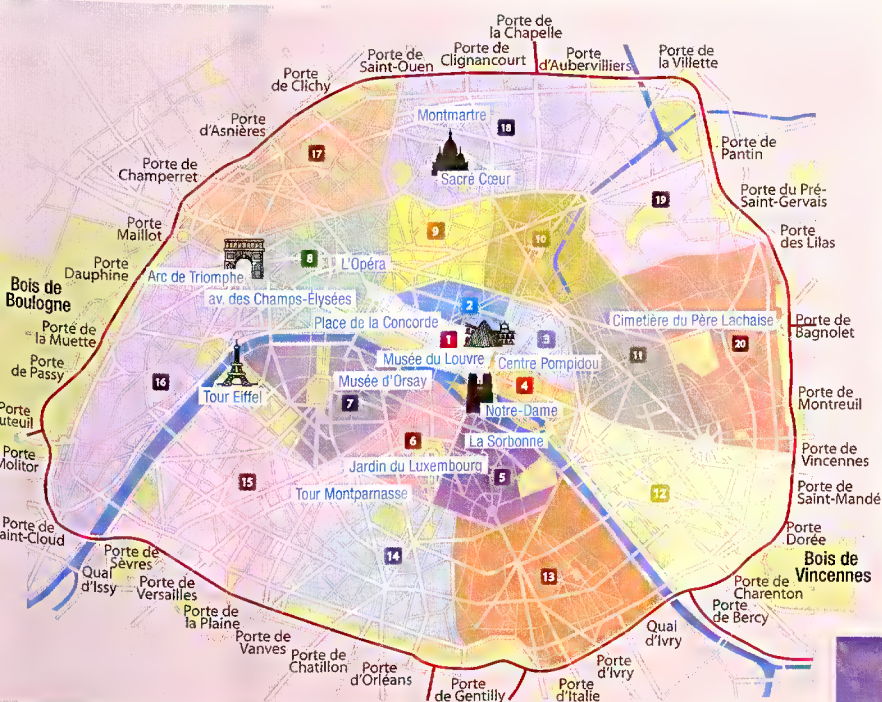 Porte de
la Chapelle
Porte de
Saint-Ouen
Porte de
Clignancourt
Porte
d'Aubervilliers
Porte de
la Villette
Porte
de Clichy
Porte
d'Asnières
Porte de
Champerret
Porte
Maillot
Porte
Dauphine
Bois de
Boulogne
Porte de
la Muette
Porte
de Passy
Porte
uteuil
Porte
Molitor
Porte de
aint-Cloud
Porte de
Sèvres
Quai
d'Issy
Porte de
Versailles
Porte de
la Plaine
Porte de
Vanves
Porte de
Chatillon
Porte
d'Orléans
Porte
de Gentilly
Porte
d'Italie
Porte
d'Ivry
Quai
d'Ivry
Porte
de Bercy
Porte de
Charenton
Bois de
Vincennes
Porte
Dorée
Porte de
Saint-Mandé
Porte de
Vincennes
Porte de
Montreuil
Porte de
Bagnolet
Porte
des Lilas
Porte du Pré-
Saint-Gervais
Porte de
Pantin
Montmartre
18
Sacré Cœur
17
19
9
10
8
L'Opéra
Arc de Triomphe
av. des Champs-Élysées
2
Place de la Concorde
1
3
Cimetière du Père Lachaise
20
11
Musée du Louvre
Centre Pompidou
16
Tour Eiffel
Musée d'Orsay
7
4
Notre-Dame
6
La Sorbonne
Jardin du Luxembourg
5
15
Tour Montparnasse
12
14
13